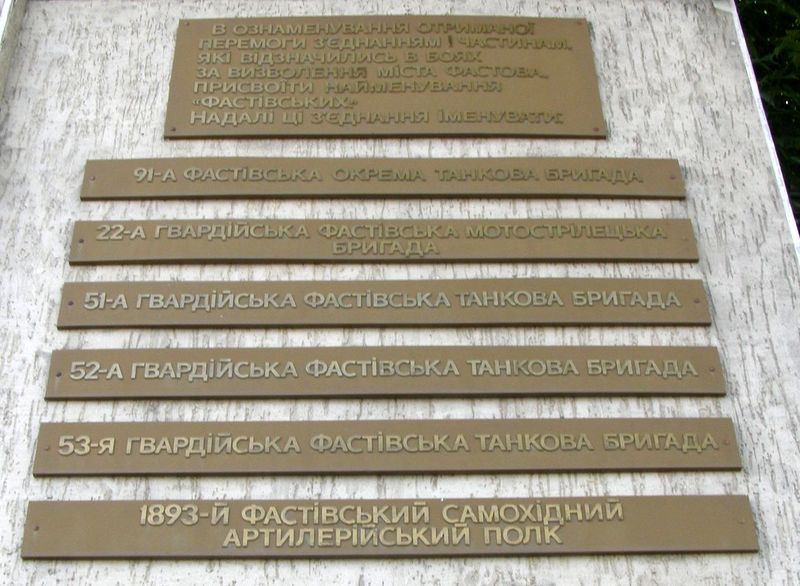 В ОЗНАМЕНУВАННЯ ОТРИМАНОЇ
ПЕРЕМОГИ З'ЄДНАННЯМ І ЧАСТИНАМ,
ЯКІ ВІДЗНАЧИЛИСЬ В БОЯХ
ЗА ВИЗВОЛЕННЯ МІСТА ФАСТОВА,
ПРИСВОЇТИ НАЙМЕНУВАННЯ
«ФАСТІВСЬКИХ»
НАДАЛІ ЦІ З'ЄДНАННЯ ІМЕНУВАТИ:
91-А ФАСТІВСЬКА ОКРЕМА ТАНКОВА БРИГАДА
22-А ГВАРДІЙСЬКА ФАСТІВСЬКА МОТОСТРІЛЕЦЬКА
БРИГАДА
51-А ГВАРДІЙСЬКА ФАСТІВСЬКА ТАНКОВА БРИГАДА
52-А ГВАРДІЙСЬКА ФАСТІВСЬКА ТАНКОВА БРИГАДА
53-Я ГВАРДІЙСЬКА ФАСТІВСЬКА ТАНКОВА БРИГАДА
1893-Й ФАСТІВСЬКИЙ САМОХІДНИЙ
АРТИЛЕРІЙСЬКИЙ ПОЛК